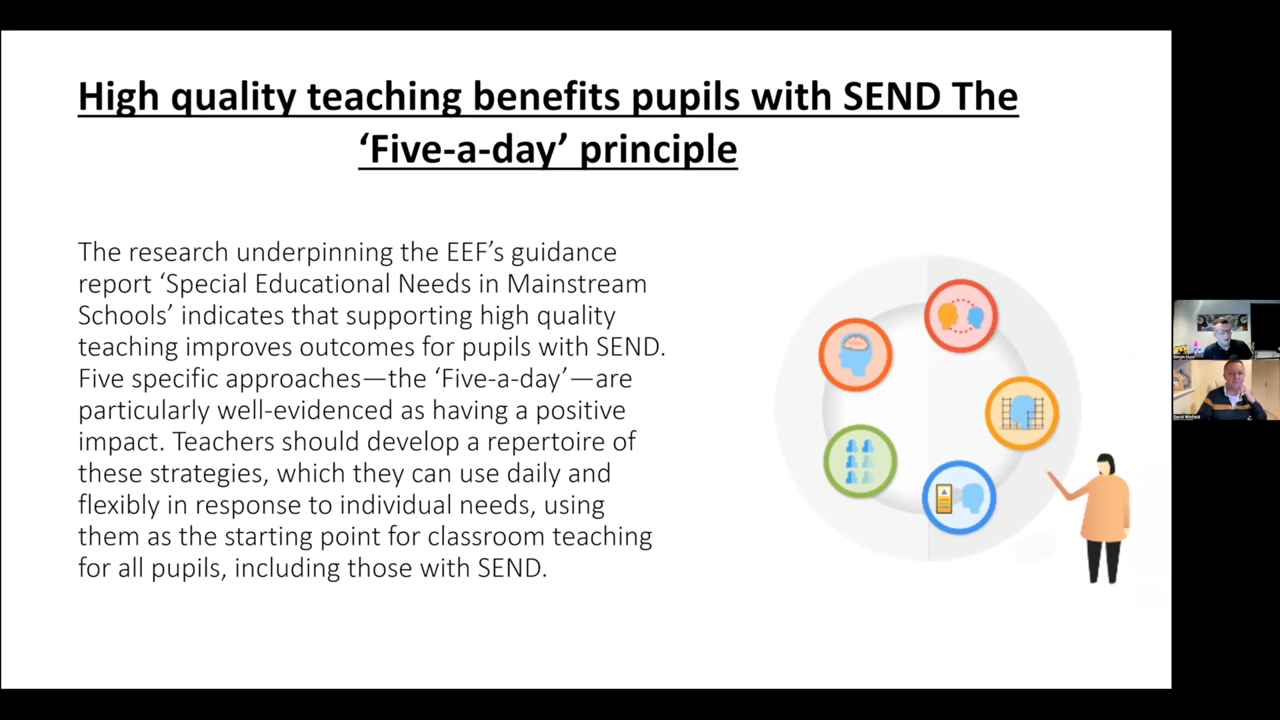 High quality teaching benefits pupils with SEND The
‘Five-a-day’ principle
The research underpinning the EEF’s guidance
report ‘Special Educational Needs in Mainstream
Schools’ indicates that supporting high quality
teaching improves outcomes for pupils with SEND.
Five specific approaches—the ‘Five-a-day’—are
particularly well-evidenced as having a positive
impact. Teachers should develop a repertoire of
these strategies, which they can use daily and
flexibly in response to individual needs, using
them as the starting point for classroom teaching
for all pupils, including those with SEND.
David Winfield